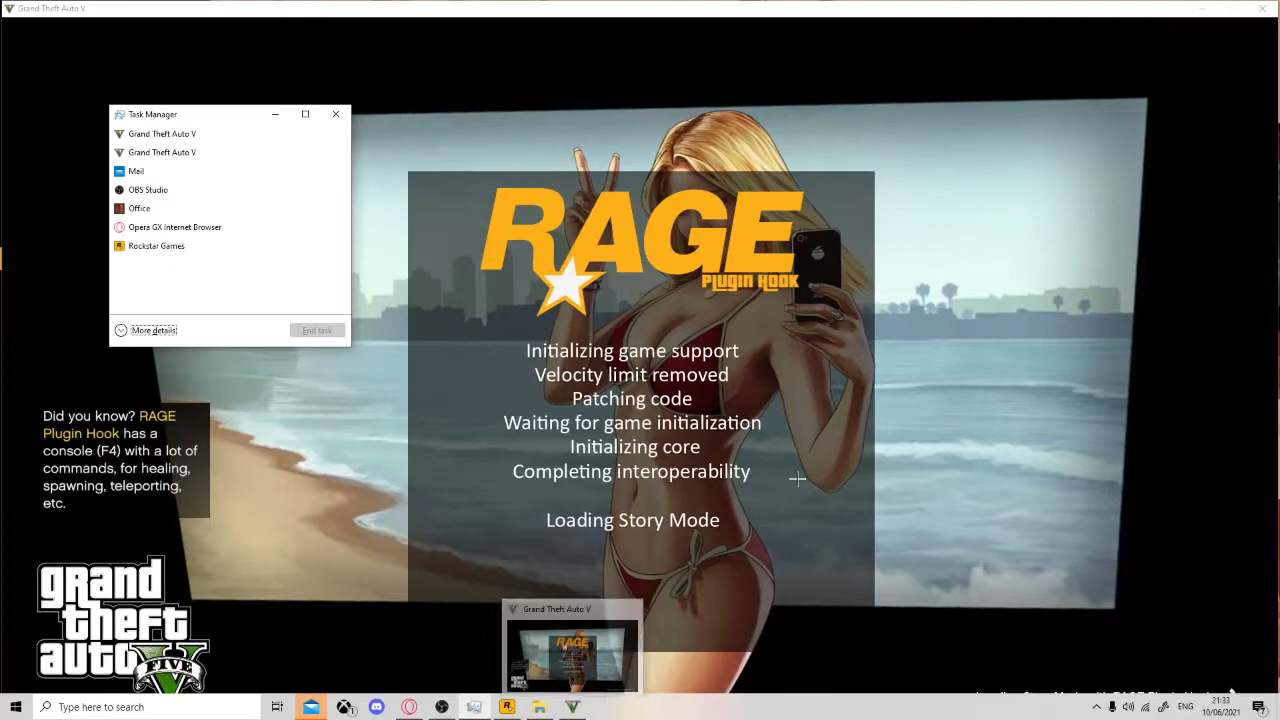 Grand Theft Auto V
Task Manager
Grand Theft Auto V
Grand Theft Auto V
Mail
OBS Studio
Office
Opera GX Internet Browser
Rockstar Games
More details
End task
RAGE
PLUGIN HOOK
Initializing game support
Velocity limit removed
Patching code
Waiting for game initialization
Initializing core
Completing interoperability
Loading Story Mode
Did you know? RAGE
Plugin Hook has a
console (F4) with a lot of
commands, for healing,
spawning, teleporting,
etc.
grand
theft
auto V
FIVE
Grand Theft Auto V
Type here to search
ENG
21:33
10/06/2021